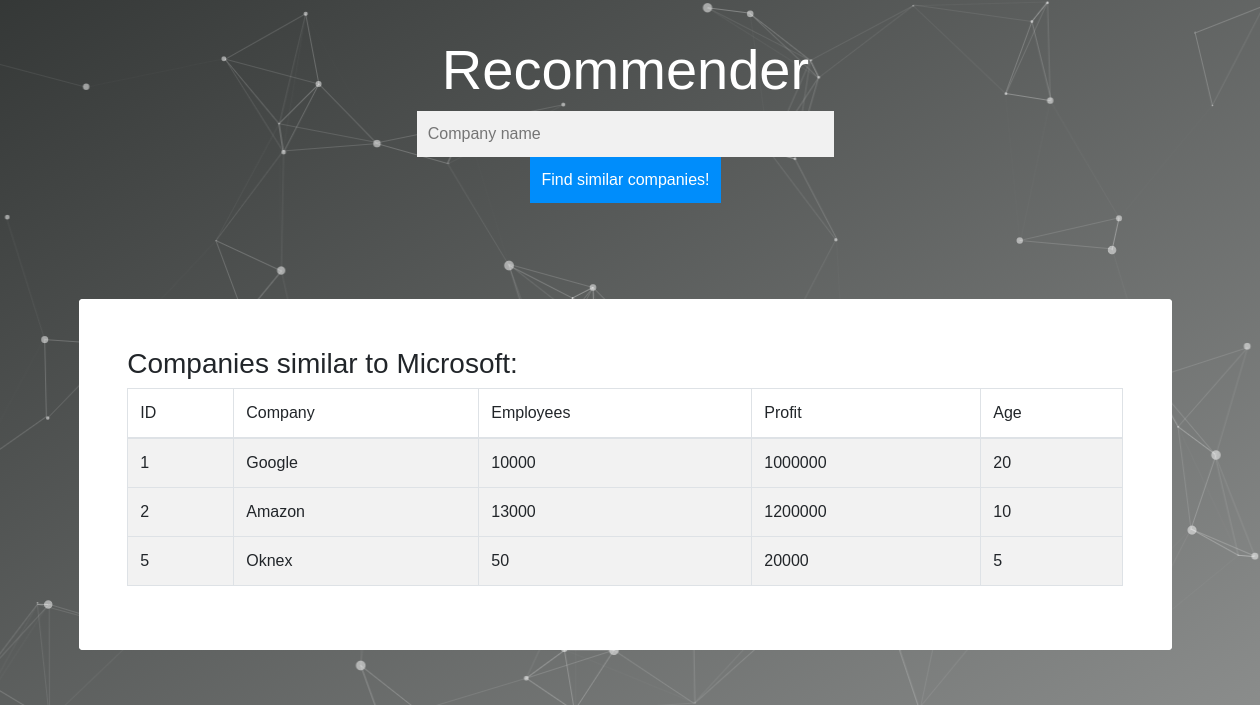 Recommender
Company name
Find similar companies!
Companies similar to Microsoft:
ID Company Employees Profit Age
1 Google 10000 1000000 20
2 Amazon 13000 1200000 10
5 Oknex 50 20000 5